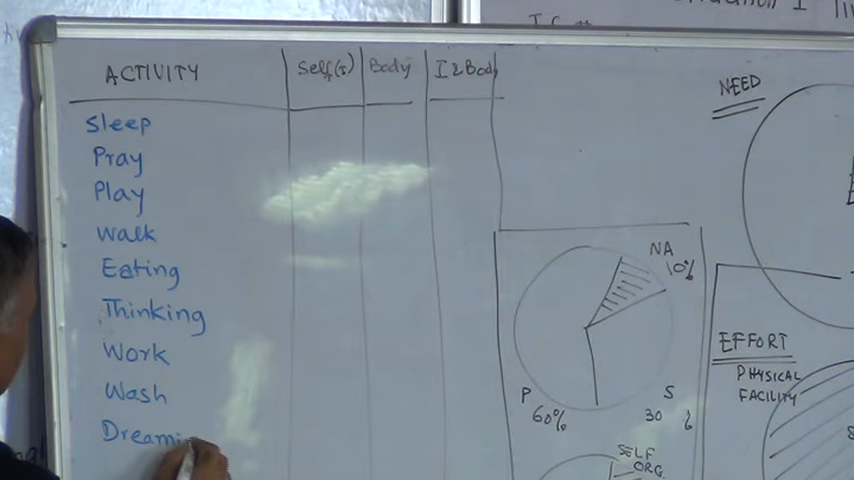 ACTIVITY Self(I) Body I & Body
Sleep
Pray
Play
Walk
Eating
Thinking
Work
Wash
Dreami
NEED
NA
10%
P
60%
S
30
SELF
ORG.
EFFORT
PHYSICAL
FACILITY